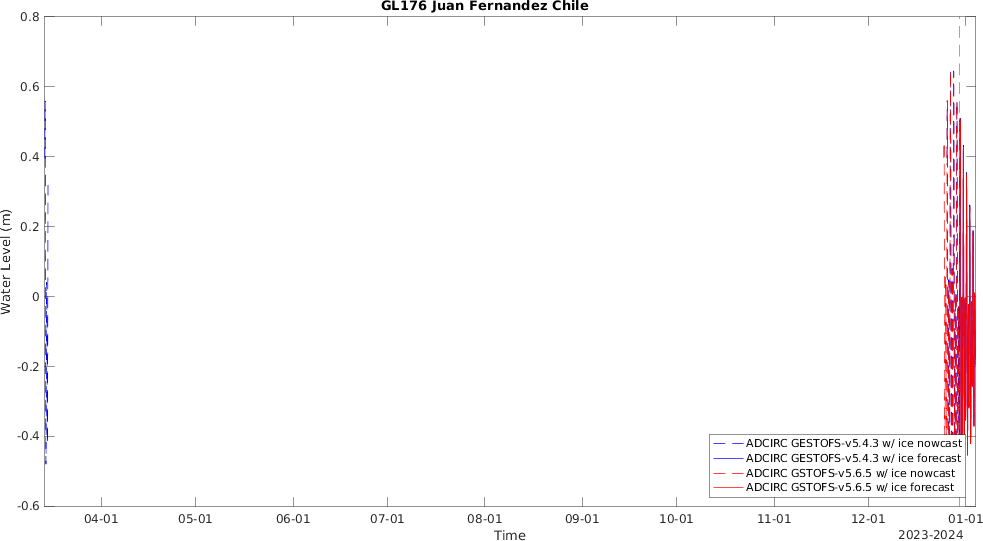 GL176 Juan Fernandez Chile
0.8
0.6
0.4
0.2
0
-0.2
-0.4
-0.6
Water Level (m)
04-01 05-01 06-01 07-01 08-01 09-01 10-01 11-01 12-01 01-01
Time
2023-2024
ADCIRC GESTOFS-v5.4.3 w/ ice nowcast
ADCIRC GESTOFS-v5.4.3 w/ ice forecast
ADCIRC GSTOFS-v5.6.5 w/ ice nowcast
ADCIRC GSTOFS-v5.6.5 w/ ice forecast